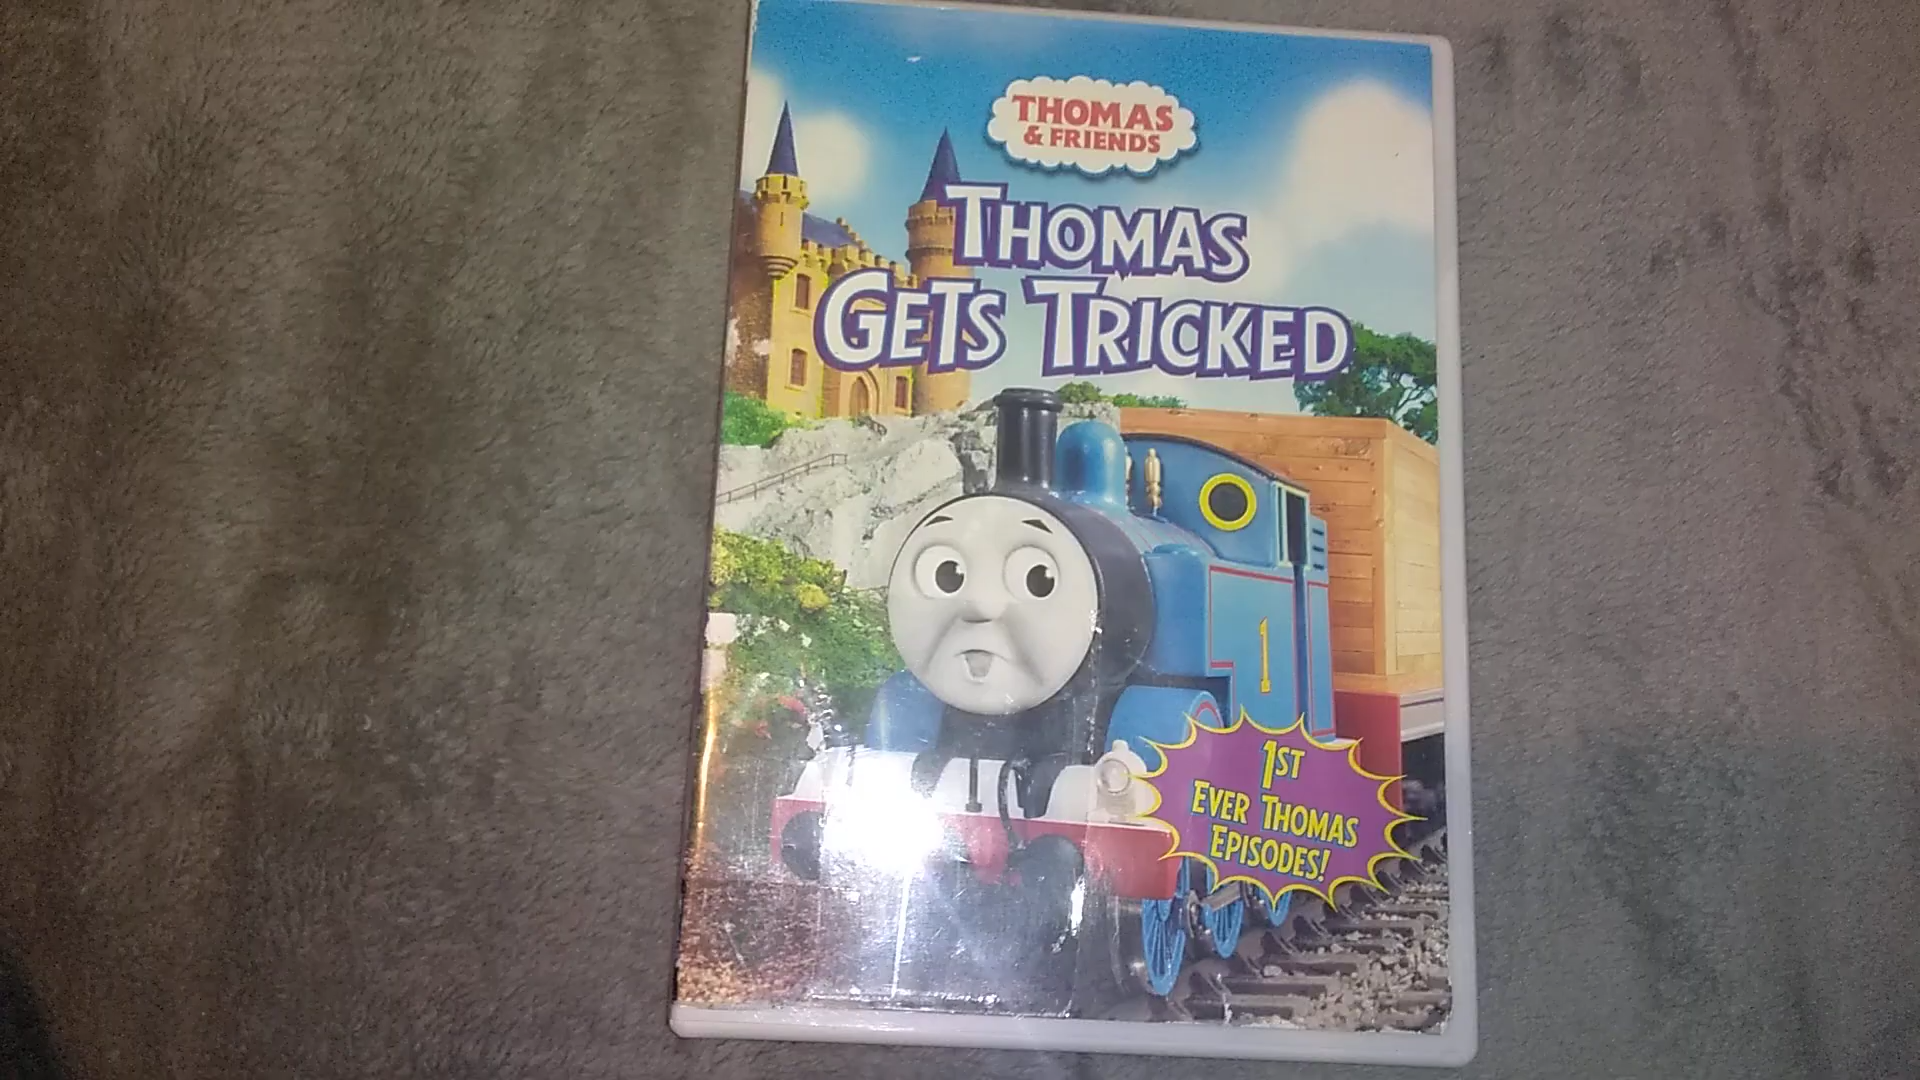 THOMAS
& FRIENDS
THOMAS
GETS TRICKED
1
1ST
EVER THOMAS
EPISODES!